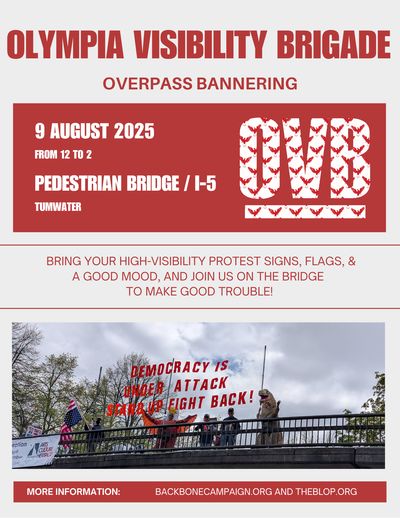 OLYMPIA VISIBILITY BRIGADE
OVERPASS BANNERING
9 AUGUST 2025
FROM 12 TO 2
PEDESTRIAN BRIDGE / I-5
TUMWATER
OVB
BRING YOUR HIGH-VISIBILITY PROTEST SIGNS, FLAGS, &
A GOOD MOOD, AND JOIN US ON THE BRIDGE
TO MAKE GOOD TROUBLE!
DEMOCRACY IS
UNDER ATTACK
STAND UP FIGHT BACK!
MORE INFORMATION: BACKBONECAMPAIGN.ORG AND THEBLOP.ORG